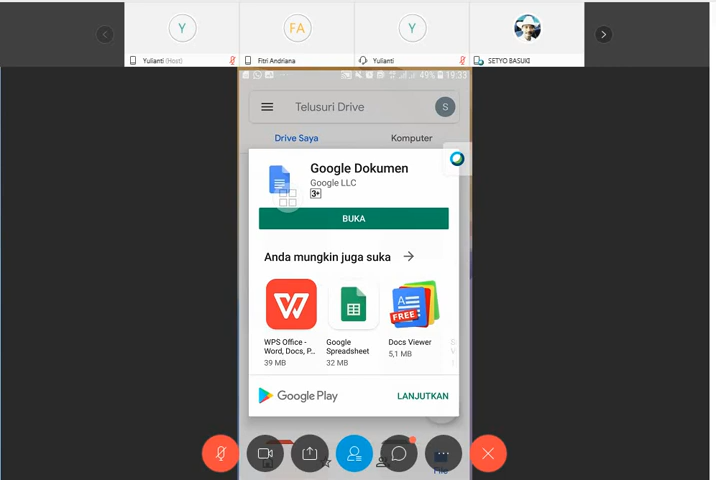 Y
FA
Y
Yulianti (Host)
Fitri Andriana
Yulianti
SETYO BASUKI
49% 19:33
Telusuri Drive
S
Drive Saya
Komputer
Google Dokumen
Google LLC
3+
BUKA
Anda mungkin juga suka
WPS Office -
Word, Docs, P...
39 MB
Google
Spreadsheet
32 MB
FREE
Docs Viewer
5,1 MB
Google Play
LANJUTKAN
File